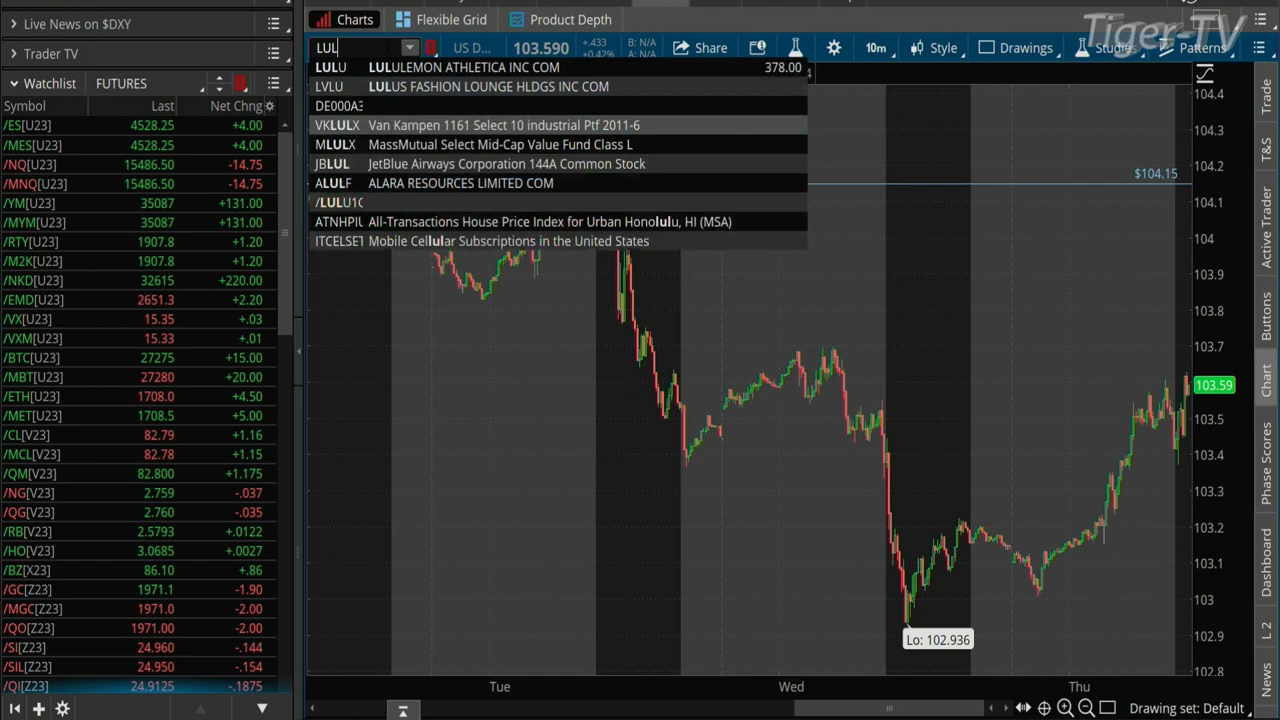 Live News on $DXY
Trader TV
Watchlist FUTURES
Symbol Last Net Chng
/ES[U23] 4528.25 +4.00
/MES[U23] 4528.25 +4.00
/NQ[U23] 15486.50 -14.75
/MNQ[U23] 15486.50 -14.75
/YM[U23] 35087 +131.00
/MYM[U23] 35087 +131.00
/RTY[U23] 1907.8 +1.20
/M2K[U23] 1907.8 +1.20
/NKD[U23] 32615 +220.00
/EMD[U23] 2651.3 +2.20
/VX[U23] 15.35 +.03
/VXM[U23] 15.33 +.01
/BTC[U23] 27275 +15.00
/MBT[U23] 27280 +20.00
/ETH[U23] 1708.0 +4.50
/MET[U23] 1708.5 +5.00
/CL[V23] 82.79 +1.16
/MCL[V23] 82.78 +1.15
/QM[V23] 82.800 +1.175
/NG[V23] 2.759 -.037
/QG[V23] 2.760 -.035
/RB[V23] 2.5793 +.0122
/HO[V23] 3.0685 +.0027
/BZ[X23] 86.10 +.86
/GC[Z23] 1971.1 -1.90
/MGC[Z23] 1971.0 -2.00
/QO[Z23] 1971.00 -2.00
/SI[Z23] 24.960 -.144
/SIL[Z23] 24.950 -.154
/QI[Z23] 24.9125 -.1875
Charts Flexible Grid Product Depth
Tiger-TV
LUL US D... 103.590 +.433 +0.42% B: N/A A: N/A Share 10m Style Drawings Studies Patterns
LULU LULULEMON ATHLETICA INC COM 378.00
LVLU LULUS FASHION LOUNGE HLDGS INC COM
DE000A3
VKLULX Van Kampen 1161 Select 10 industrial Ptf 2011-6
MLULX MassMutual Select Mid-Cap Value Fund Class L
JBLUL JetBlue Airways Corporation 144A Common Stock
ALULF ALARA RESOURCES LIMITED COM
/LULU1C
ATNHPIU All-Transactions House Price Index for Urban Honolulu, HI (MSA)
ITCELSET Mobile Cellular Subscriptions in the United States
$104.15
104.4
104.3
104.2
104
103.9
103.8
103.7
103.59
103.5
103.4
103.3
103.2
103.1
103
102.9
102.8
Lo: 102.936
Tue Wed Thu
Drawing set: Default
Trade
T&S
Active Trader
Buttons
Chart
Phase Scores
Dashboard
L 2
News